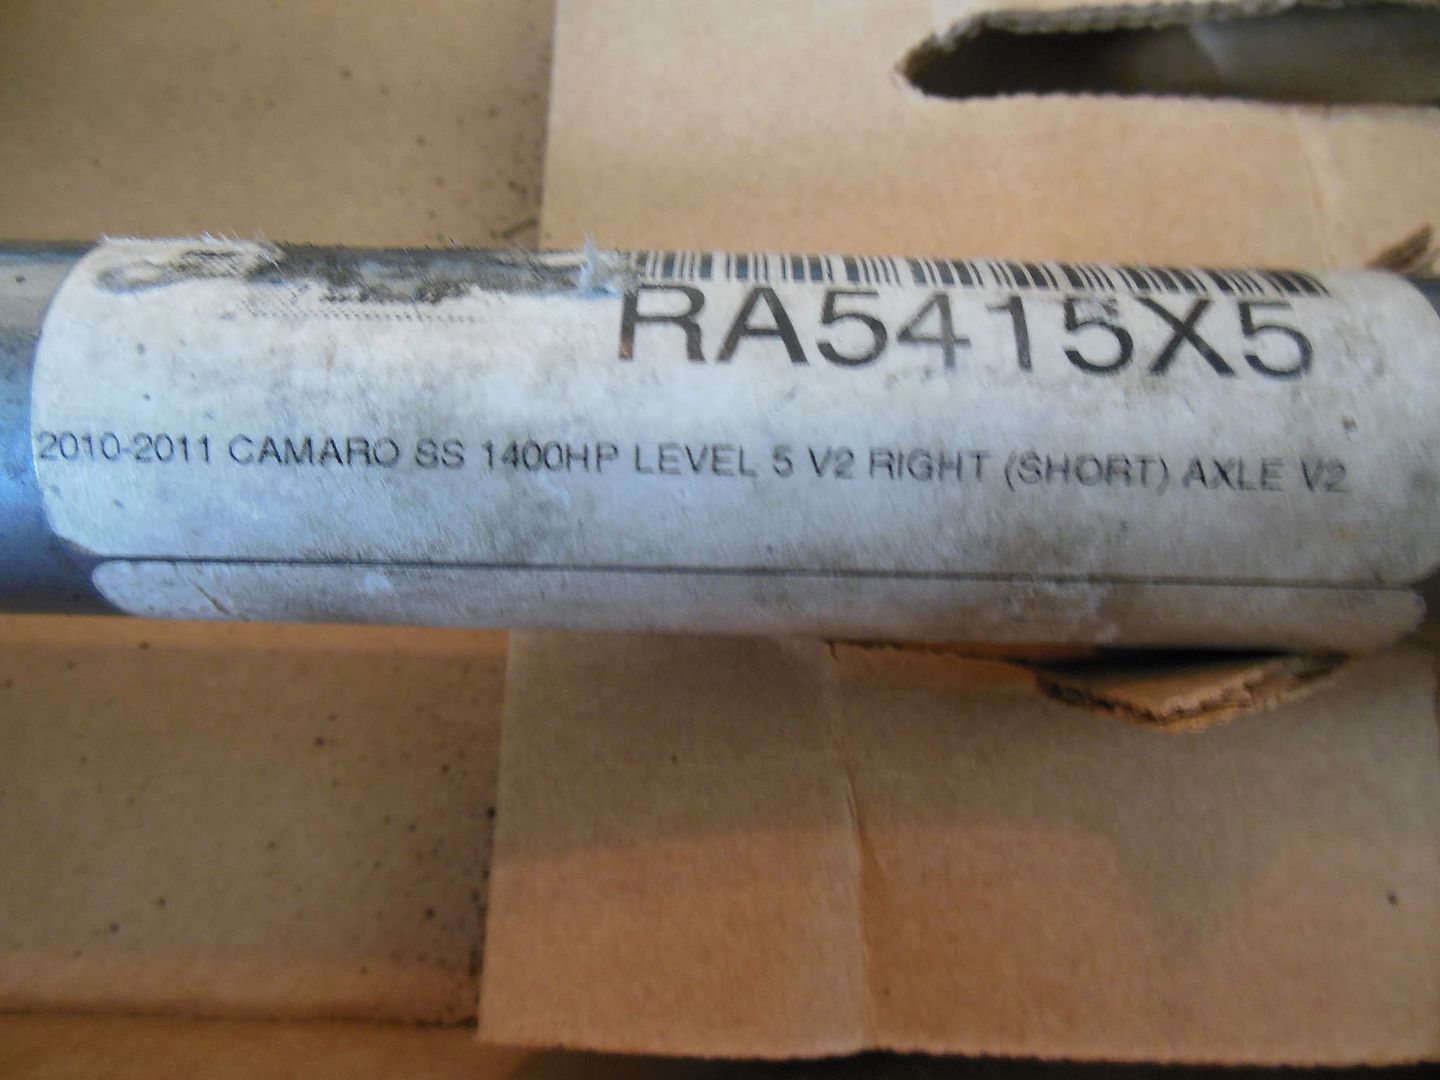 RA5415X5
2010-2011 CAMARO SS 1400HP LEVEL 5 V2 RIGHT (SHORT) AXLE V2